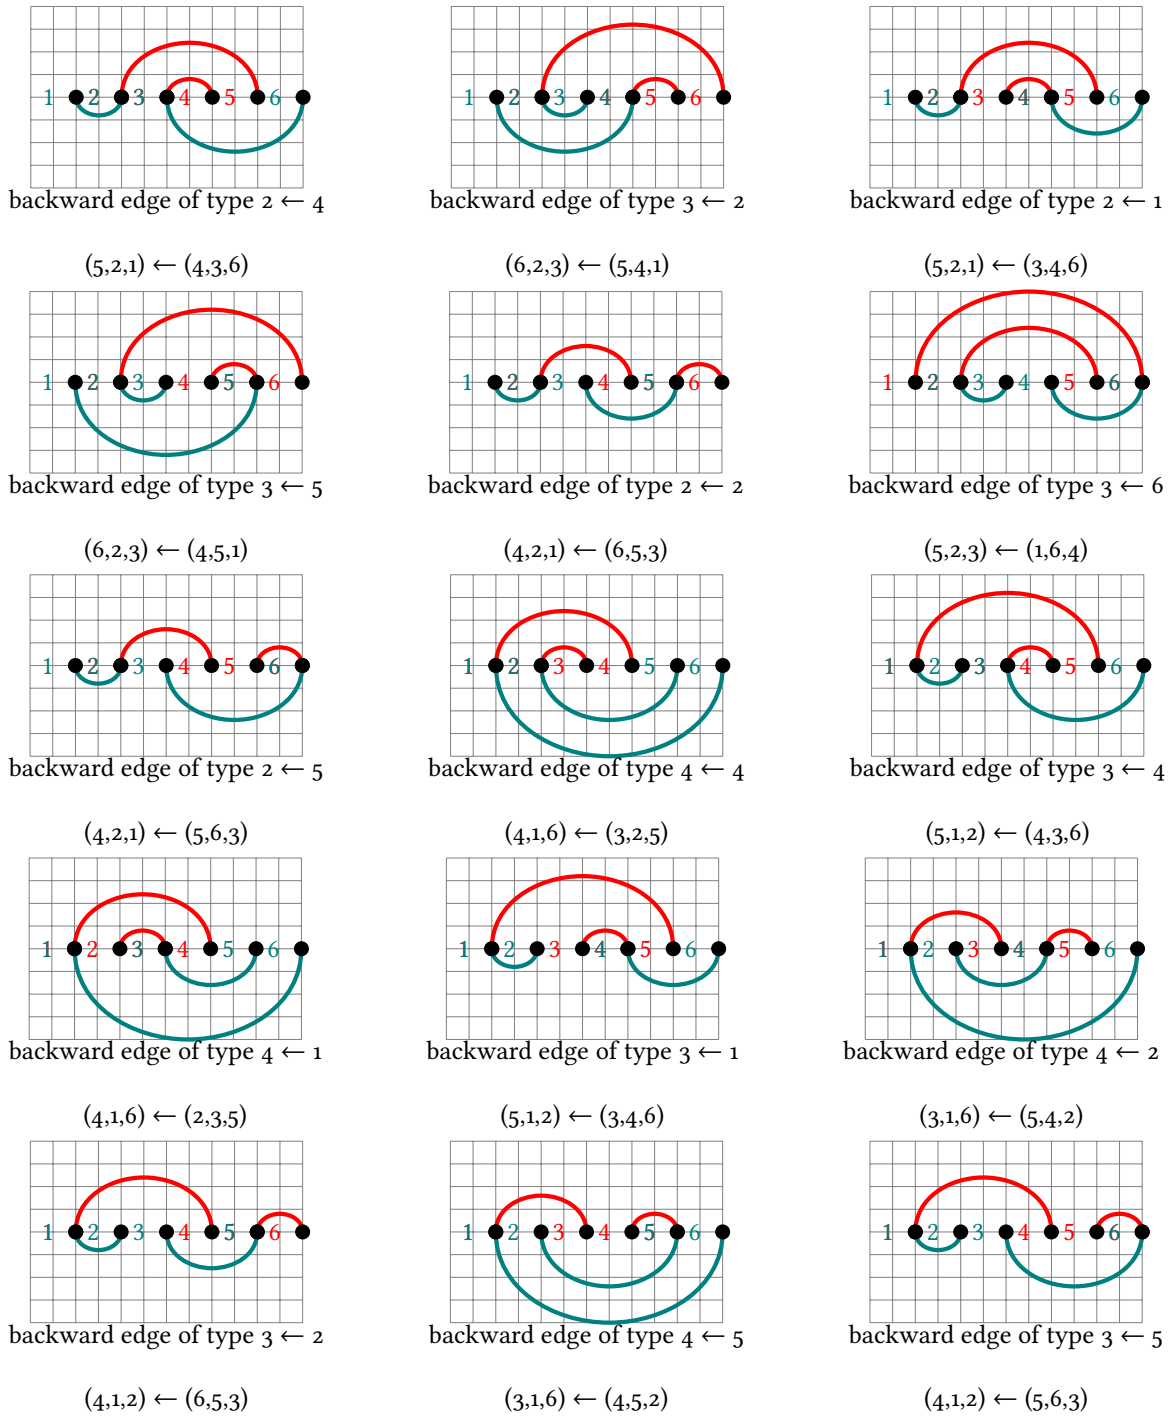 1 2 3 4 5 6 1 2 3 4 5 6 1 2 3 4 5 6
backward edge of type 2 ← 4 backward edge of type 3 ← 2 backward edge of type 2 ← 1
(5,2,1) ← (4,3,6) (6,2,3) ← (5,4,1) (5,2,1) ← (3,4,6)
1 2 3 4 5 6 1 2 3 4 5 6 1 2 3 4 5 6
backward edge of type 3 ← 5 backward edge of type 2 ← 2 backward edge of type 3 ← 6
(6,2,3) ← (4,5,1) (4,2,1) ← (6,5,3) (5,2,3) ← (1,6,4)
1 2 3 4 5 6 1 2 3 4 5 6 1 2 3 4 5 6
backward edge of type 2 ← 5 backward edge of type 4 ← 4 backward edge of type 3 ← 4
(4,2,1) ← (5,6,3) (4,1,6) ← (3,2,5) (5,1,2) ← (4,3,6)
1 2 3 4 5 6 1 2 3 4 5 6 1 2 3 4 5 6
backward edge of type 4 ← 1 backward edge of type 3 ← 1 backward edge of type 4 ← 2
(4,1,6) ← (2,3,5) (5,1,2) ← (3,4,6) (3,1,6) ← (5,4,2)
1 2 3 4 5 6 1 2 3 4 5 6 1 2 3 4 5 6
backward edge of type 3 ← 2 backward edge of type 4 ← 5 backward edge of type 3 ← 5
(4,1,2) ← (6,5,3) (3,1,6) ← (4,5,2) (4,1,2) ← (5,6,3)